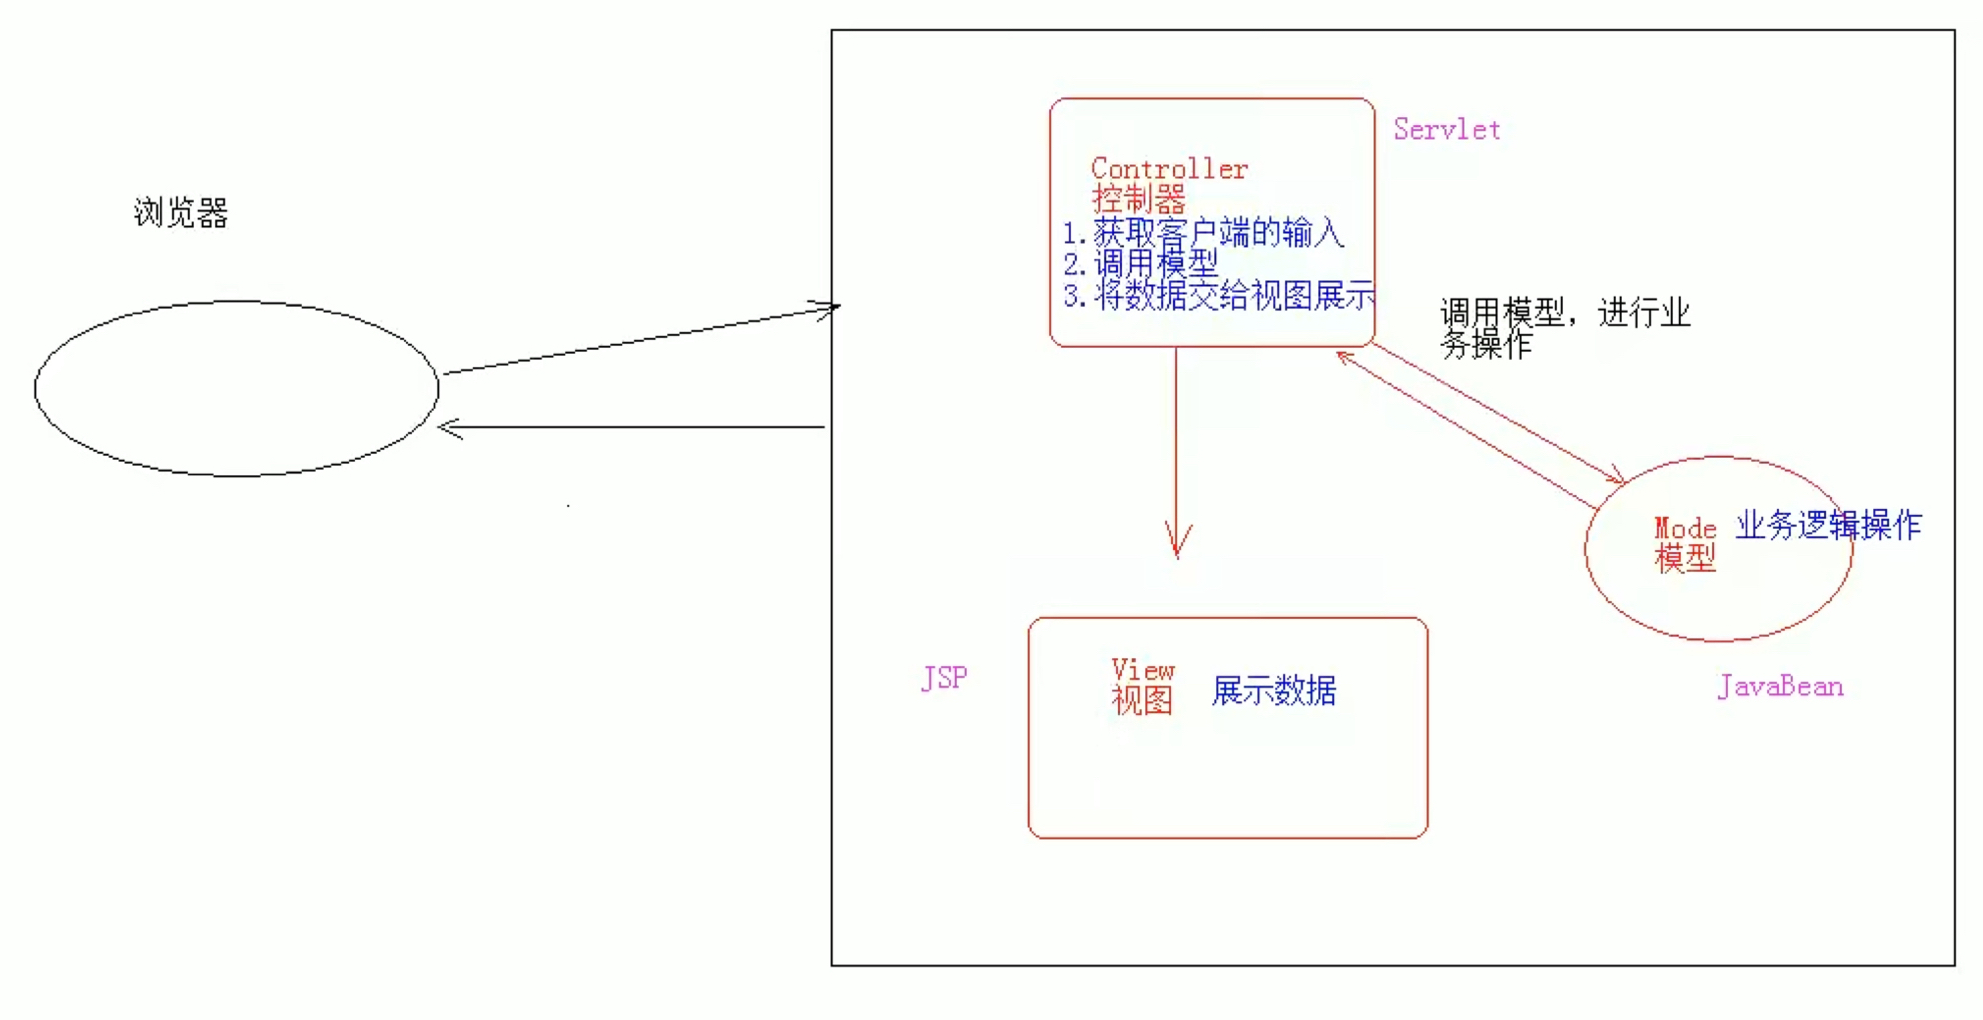 浏览器
Servlet
Controller
控制器
1.获取客户端的输入
2.调用模型
3.将数据交给视图展示
调用模型，进行业
务操作
Mode 业务逻辑操作
模型
JSP
View
视图
展示数据
JavaBean